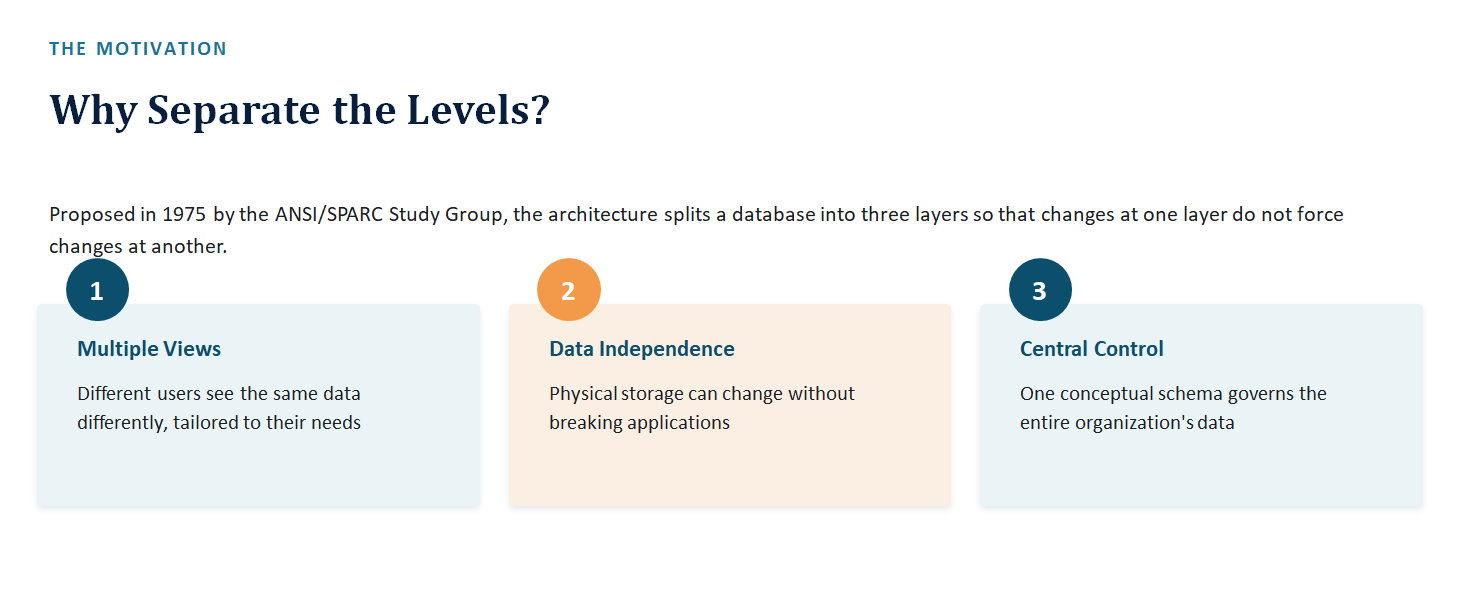 THE MOTIVATION
Why Separate the Levels?
Proposed in 1975 by the ANSI/SPARC Study Group, the architecture splits a database into three layers so that changes at one layer do not force
changes at another.
1
Multiple Views
Different users see the same data
differently, tailored to their needs
2
Data Independence
Physical storage can change without
breaking applications
3
Central Control
One conceptual schema governs the
entire organization's data